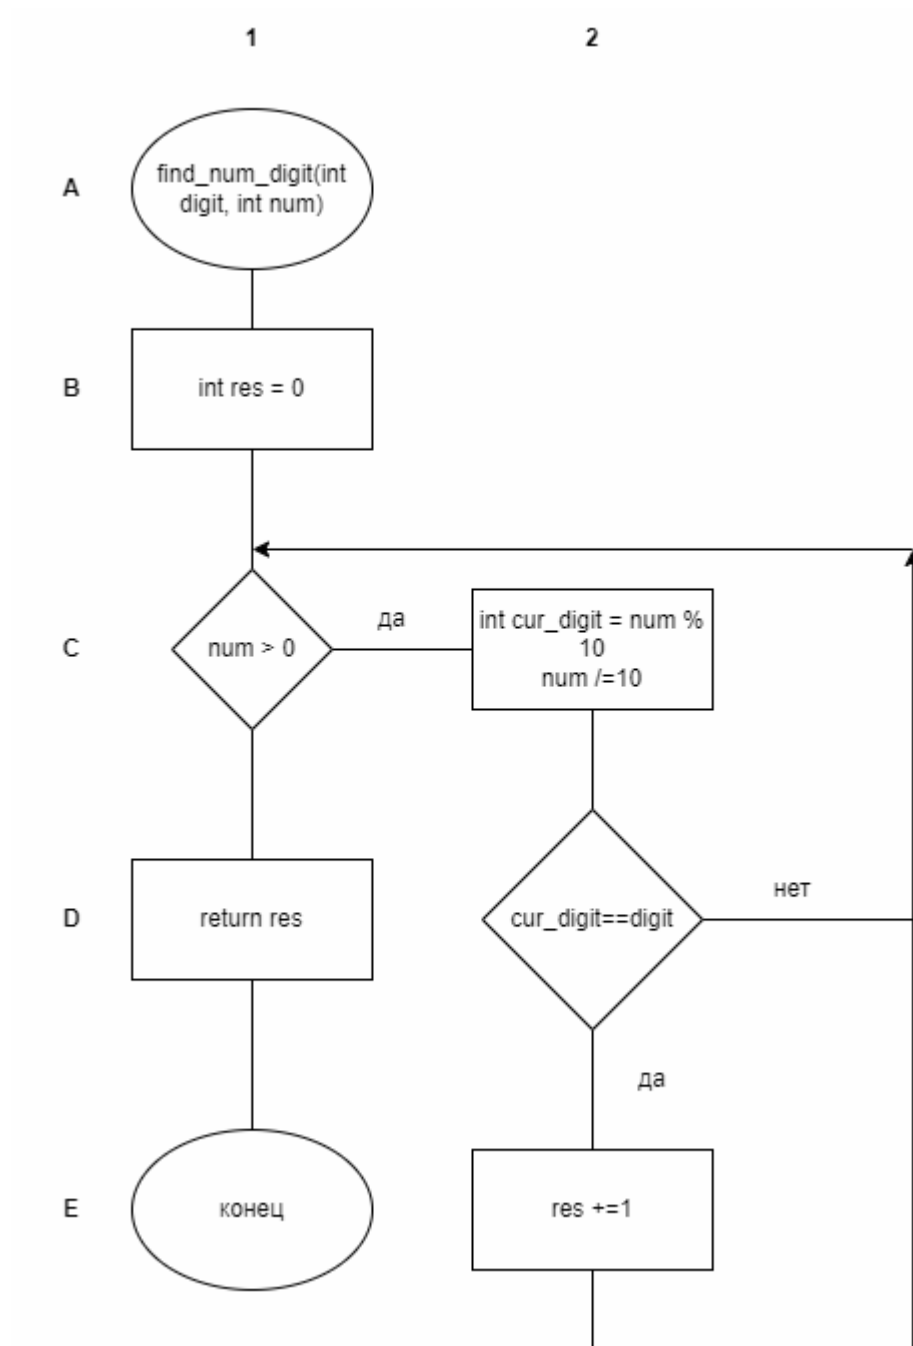 1
2
A
find_num_digit(int
digit, int num)
B
int res = 0
C
num > 0
да
int cur_digit = num %
10
num /=10
D
return res
cur_digit==digit
нет
да
E
конец
res +=1